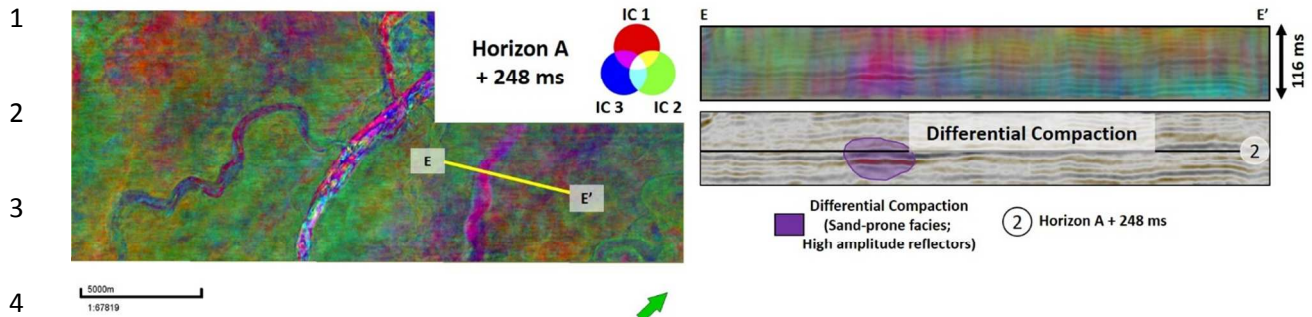 1
2
3
4
Horizon A
+ 248 ms
IC 1
IC 3
IC 2
E
E'
5000m
1:67819
E
E'
116 ms
Differential Compaction
2
Differential Compaction
(Sand-prone facies;
High amplitude reflectors)
2 Horizon A + 248 ms